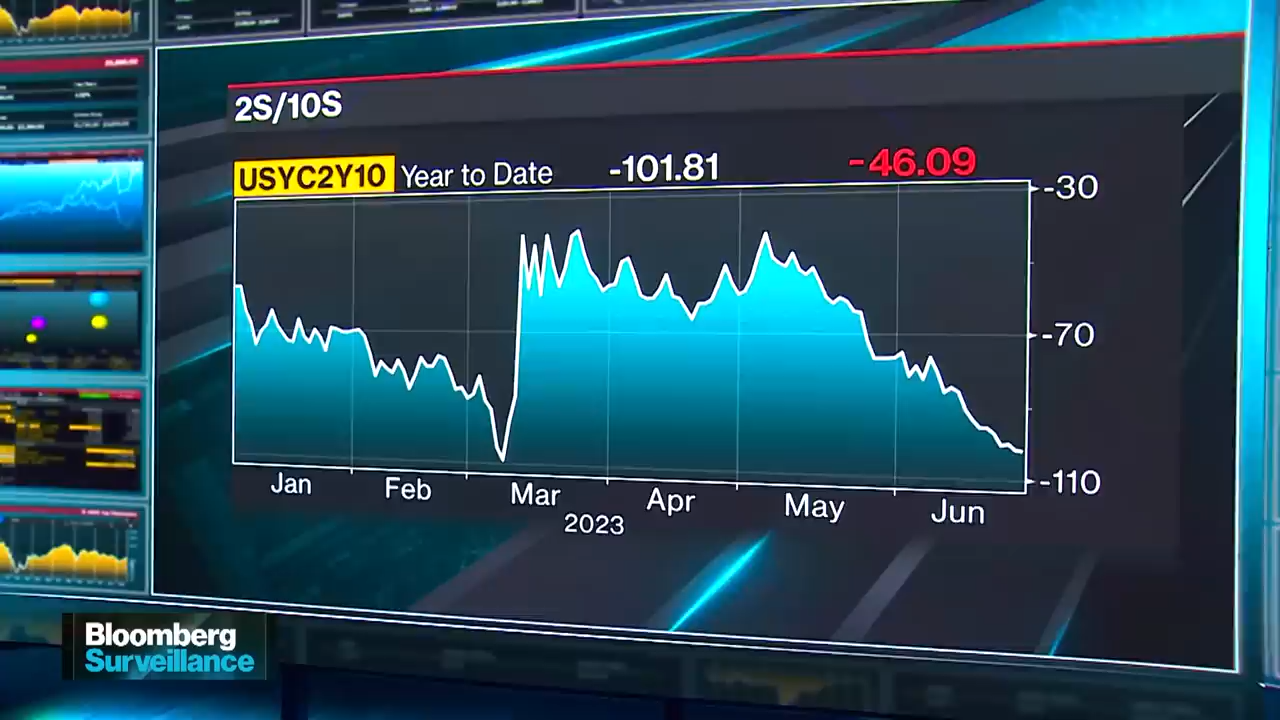 2S/10S
USYC2Y10 Year to Date -101.81 -46.09
-30
-70
-110
Jan Feb Mar Apr May Jun
2023
Bloomberg
Surveillance